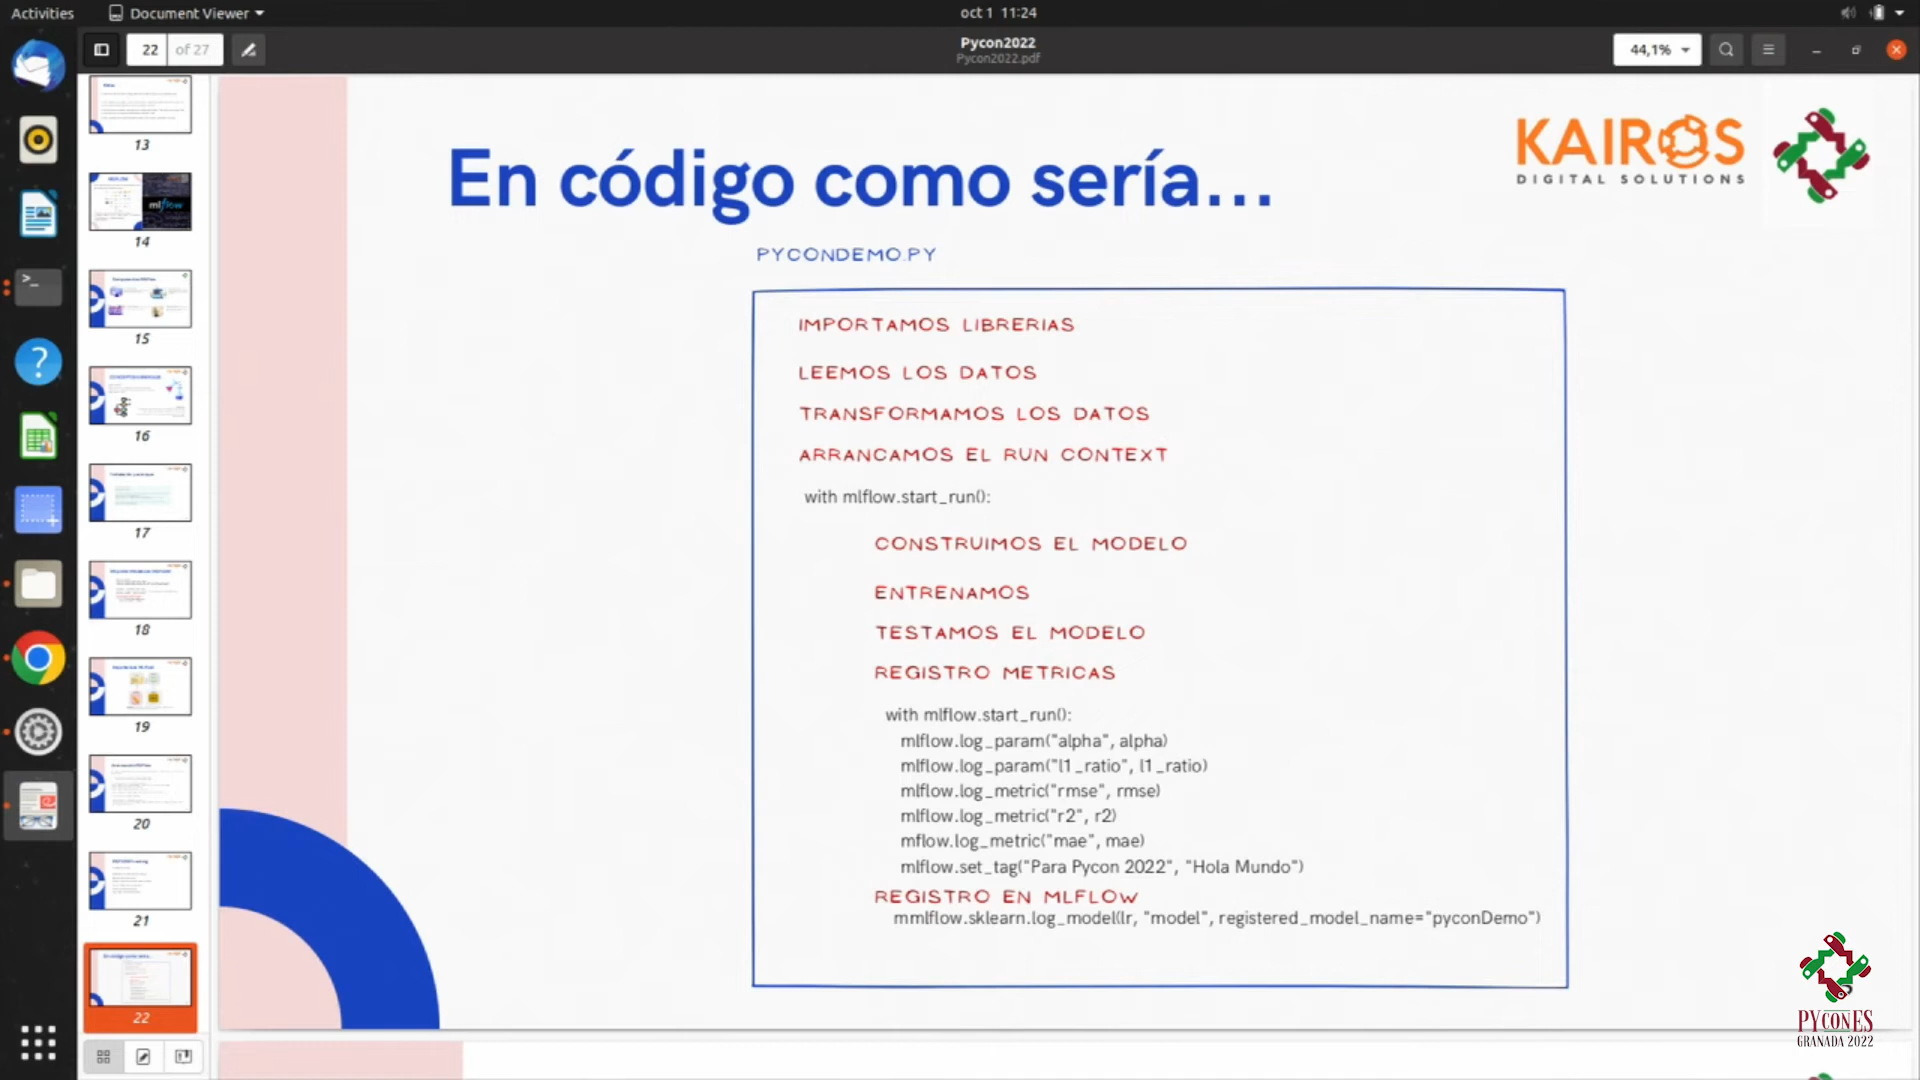 Activities
Document Viewer
oct 1 11:24
22 of 27
Pycon2022
Pycon2022.pdf
44,1%
13
14
15
16
17
18
19
20
21
22
En código como sería...
KAIROS
DIGITAL SOLUTIONS
PYCONDEMO.PY
IMPORTAMOS LIBRERIAS
LEEMOS LOS DATOS
TRANSFORMAMOS LOS DATOS
ARRANCAMOS EL RUN CONTEXT
with mlflow.start_run():
CONSTRUIMOS EL MODELO
ENTRENAMOS
TESTAMOS EL MODELO
REGISTRO METRICAS
with mlflow.start_run():
mlflow.log_param("alpha", alpha)
mlflow.log_param("l1_ratio", l1_ratio)
mlflow.log_metric("rmse", rmse)
mlflow.log_metric("r2", r2)
mflow.log_metric("mae", mae)
mlflow.set_tag("Para Pycon 2022", "Hola Mundo")
REGISTRO EN MLFLOW
mmlflow.sklearn.log_model(lr, "model", registered_model_name="pyconDemo")
PYCONES
GRANADA 2022